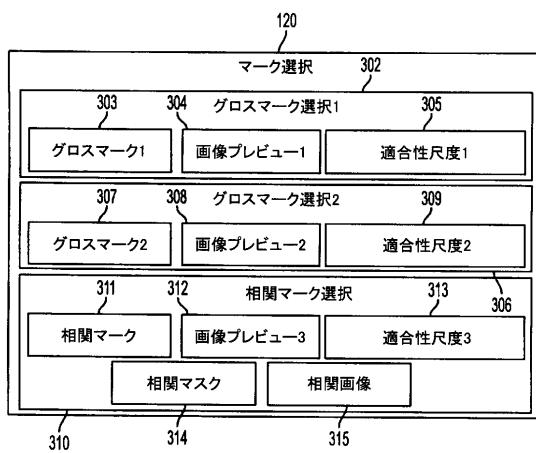 120
マーク選択
302
グロスマーク選択1
303
304
305
グロスマーク1
画像プレビュー1
適合性尺度1
グロスマーク選択2
307
308
309
グロスマーク2
画像プレビュー2
適合性尺度2
306
相関マーク選択
311
312
313
相関マーク
画像プレビュー3
適合性尺度3
相関マスク
相関画像
310
314
315